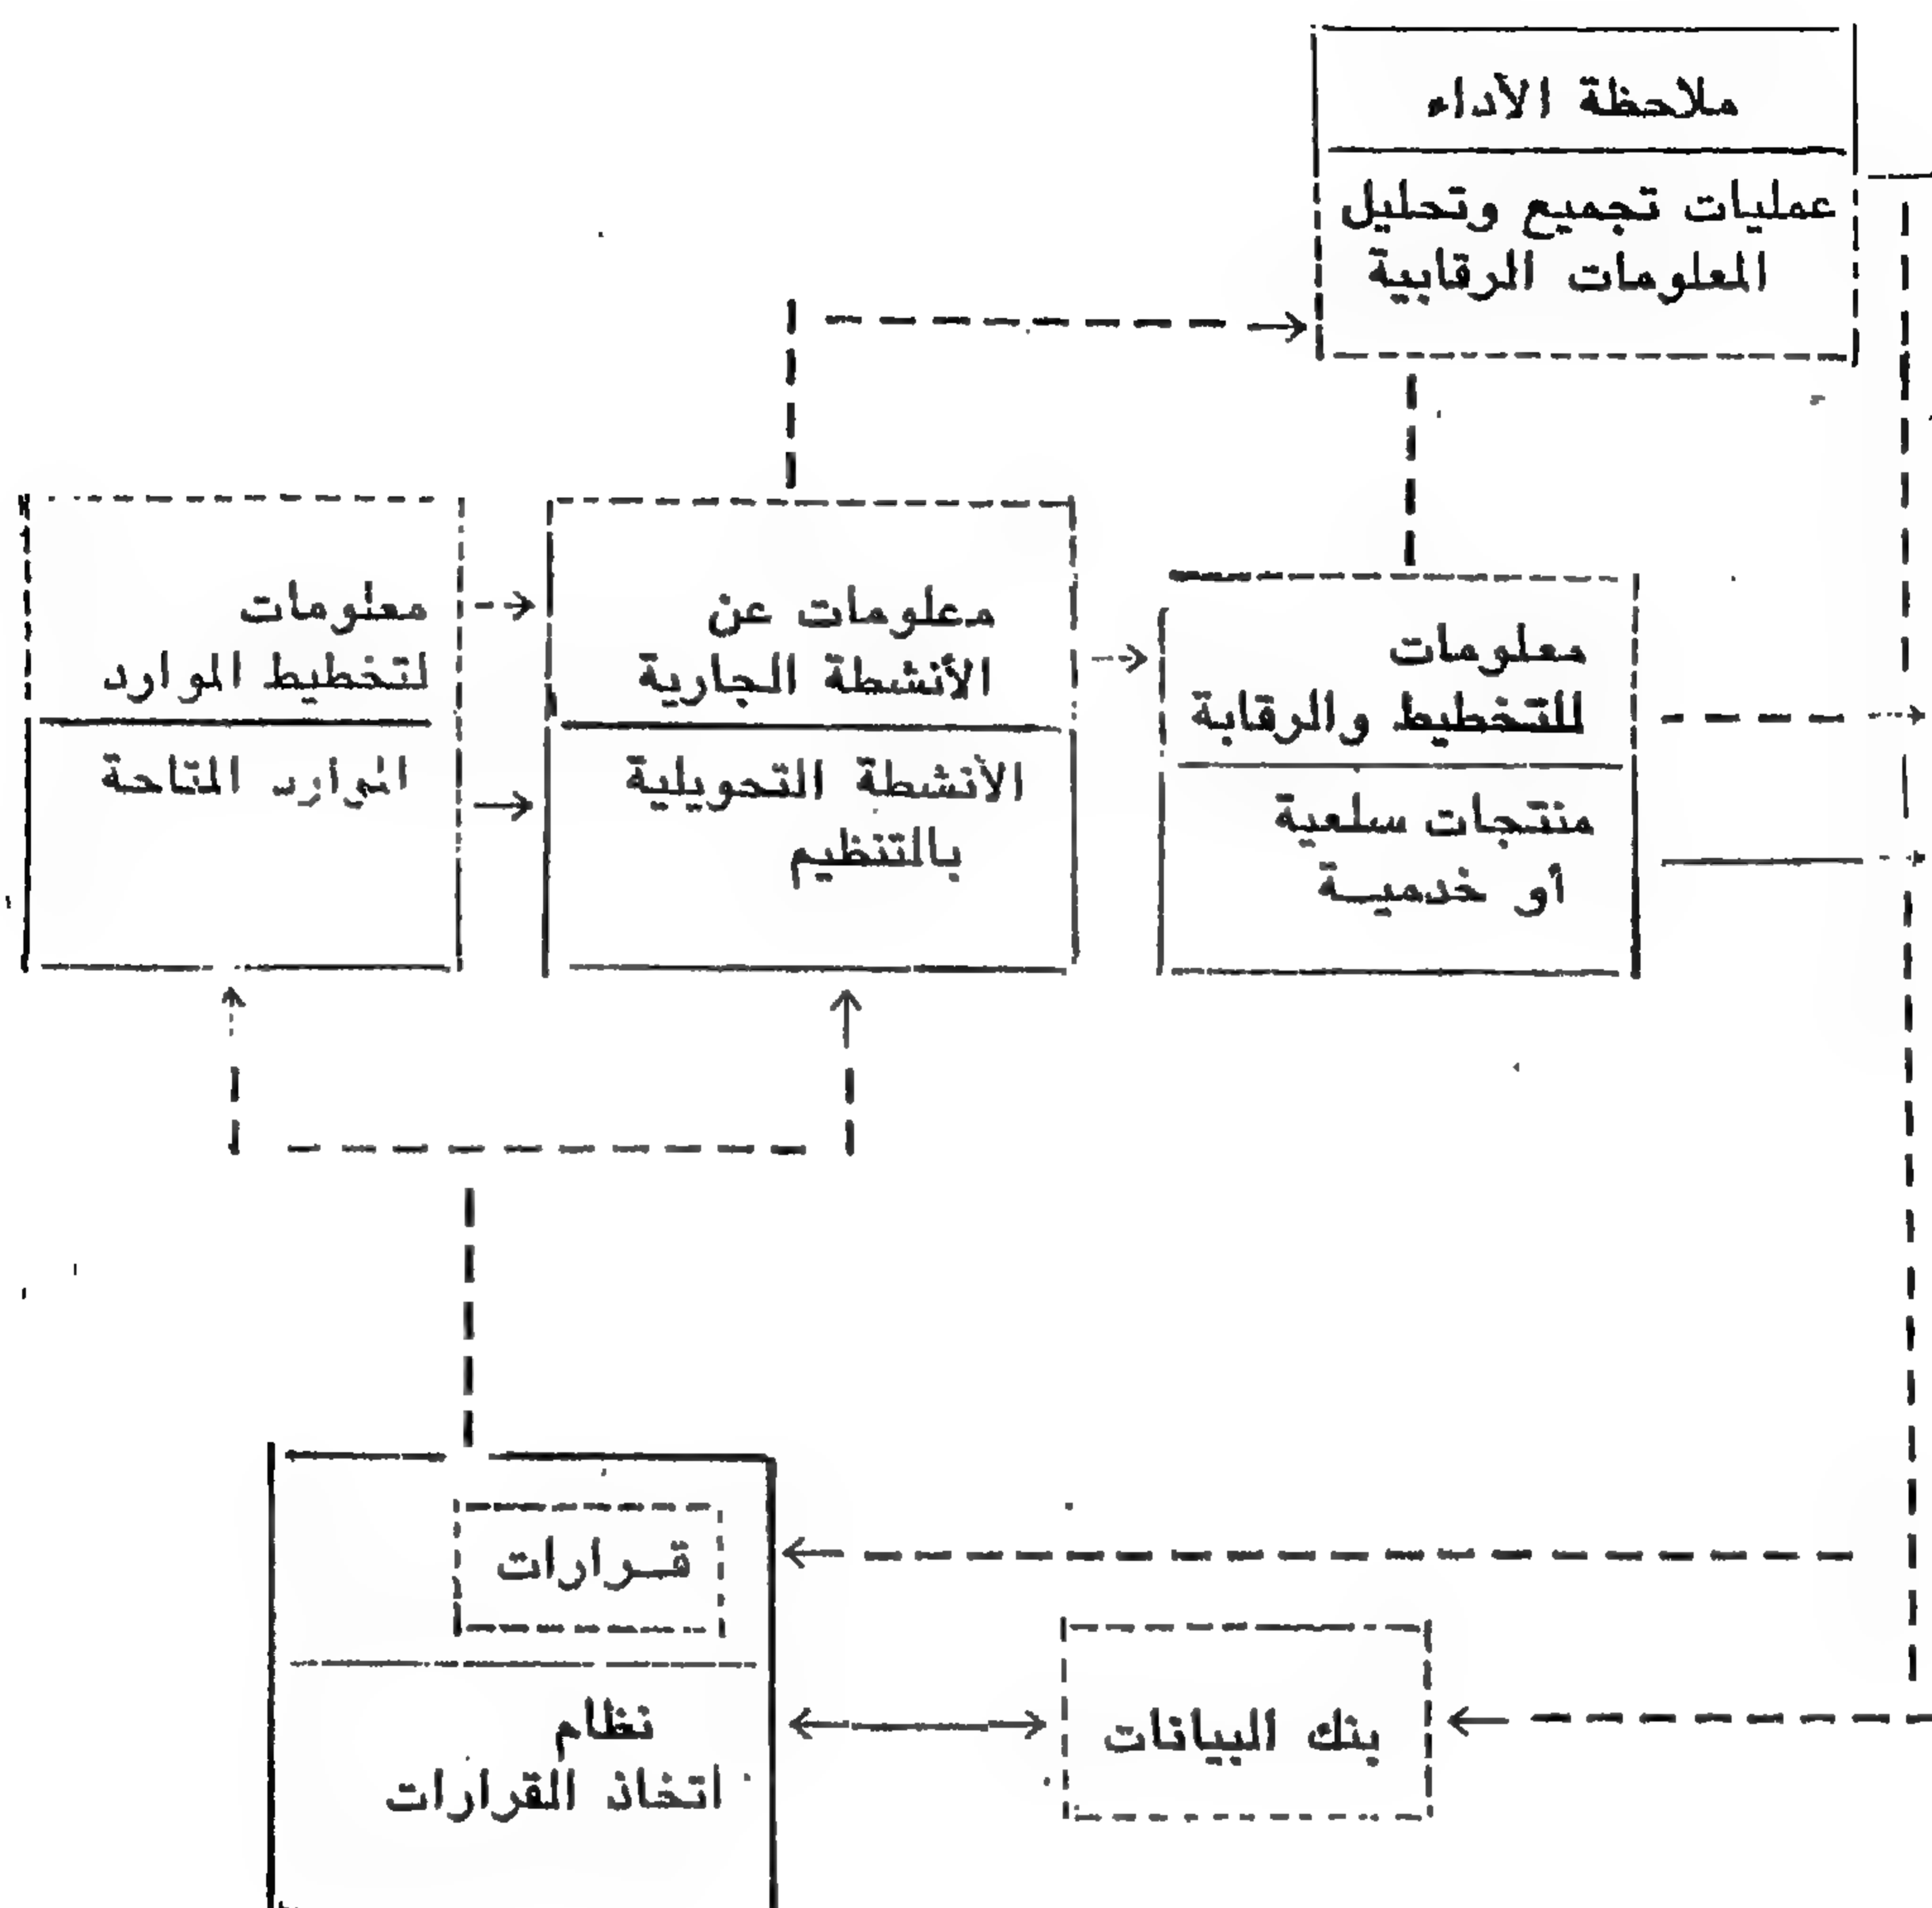 ملاحظة الأداء
عمليات تجميع وتحليل
المعلومات الرقابية
معلومات
لتخطيط الموارد
الموارد المتاحة
معلومات عن
الأنشطة الجارية
الأنشطة التحويلية
بالتنظيم
معلومات
للتخطيط والرقابة
منتجات سلعية
أو خدمية
قرارات
نظام
اتخاذ القرارات
بنك البيانات